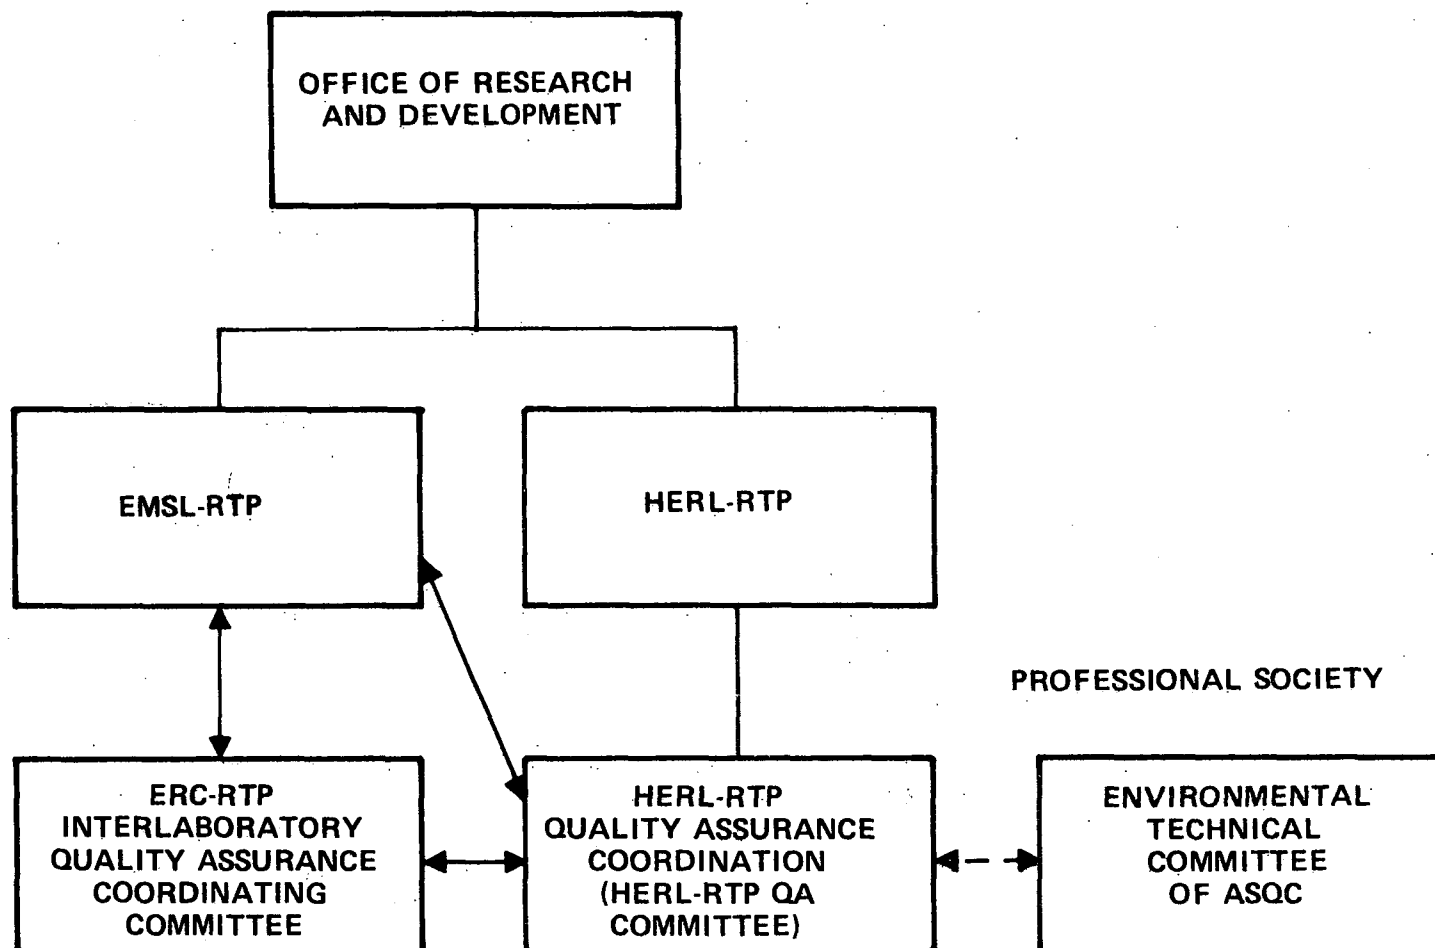 OFFICE OF RESEARCH
AND DEVELOPMENT
EMSL-RTP
HERL-RTP
PROFESSIONAL SOCIETY
ERC-RTP
INTERLABORATORY
QUALITY ASSURANCE
COORDINATING
COMMITTEE
HERL-RTP
QUALITY ASSURANCE
COORDINATION
(HERL-RTP QA
COMMITTEE)
ENVIRONMENTAL
TECHNICAL
COMMITTEE
OF ASQC